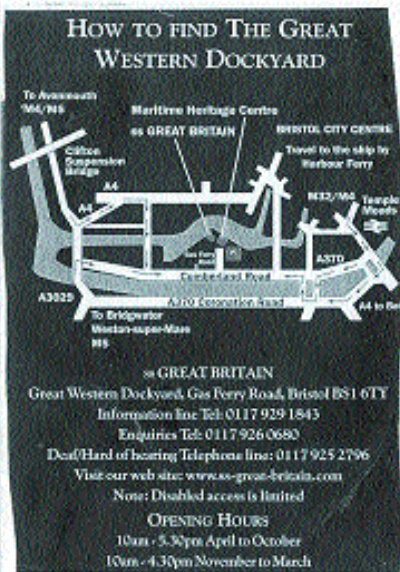 HOW TO FIND THE GREAT
WESTERN DOCKYARD
To Avonmouth
M4/M5
Maritime Heritage Centre
ss GREAT BRITAIN
BRISTOL CITY CENTRE
Travel to the ship by
Harbour Ferry
Clifton
Suspension
Bridge
A4
M32/M4
Temple
Meads
A4
Gas Ferry
Road
A370
Cumberland Road
A3029
A370 Coronation Road
A4 to
To Bridgwater
Weston-super-Mare
M5
ss GREAT BRITAIN
Great Western Dockyard, Gas Ferry Road, Bristol BS1 6TY
Information line Tel: 0117 929 1843
Enquiries Tel: 0117 926 0680
Deaf/Hard of hearing Telephone line: 0117 925 2796
Visit our web site: www.ss-great-britain.com
Note: Disabled access is limited
OPENING HOURS
10am - 5.30pm April to October
10am - 4.30pm November to March